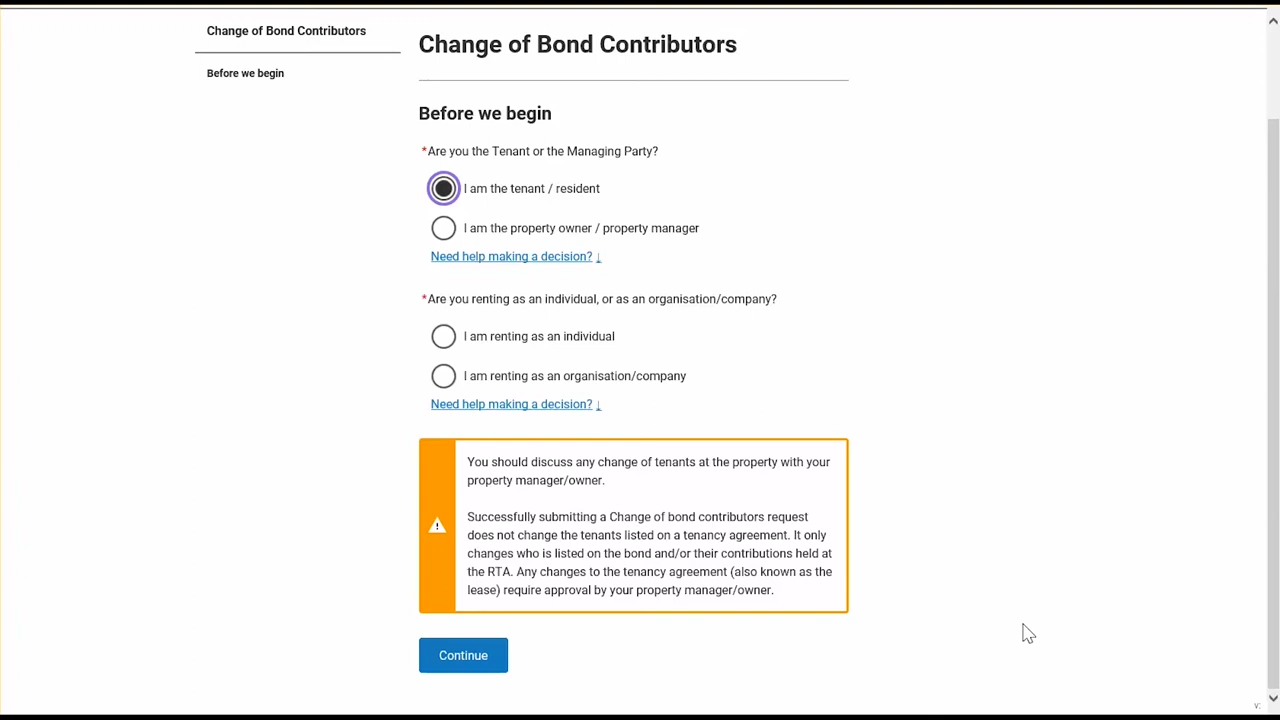 Change of Bond Contributors
Before we begin
Change of Bond Contributors
Before we begin
*Are you the Tenant or the Managing Party?
I am the tenant / resident
I am the property owner / property manager
Need help making a decision? ↓
*Are you renting as an individual, or as an organisation/company?
I am renting as an individual
I am renting as an organisation/company
Need help making a decision? ↓
You should discuss any change of tenants at the property with your
property manager/owner.
Successfully submitting a Change of bond contributors request
does not change the tenants listed on a tenancy agreement. It only
changes who is listed on the bond and/or their contributions held at
the RTA. Any changes to the tenancy agreement (also known as the
lease) require approval by your property manager/owner.
Continue
v: